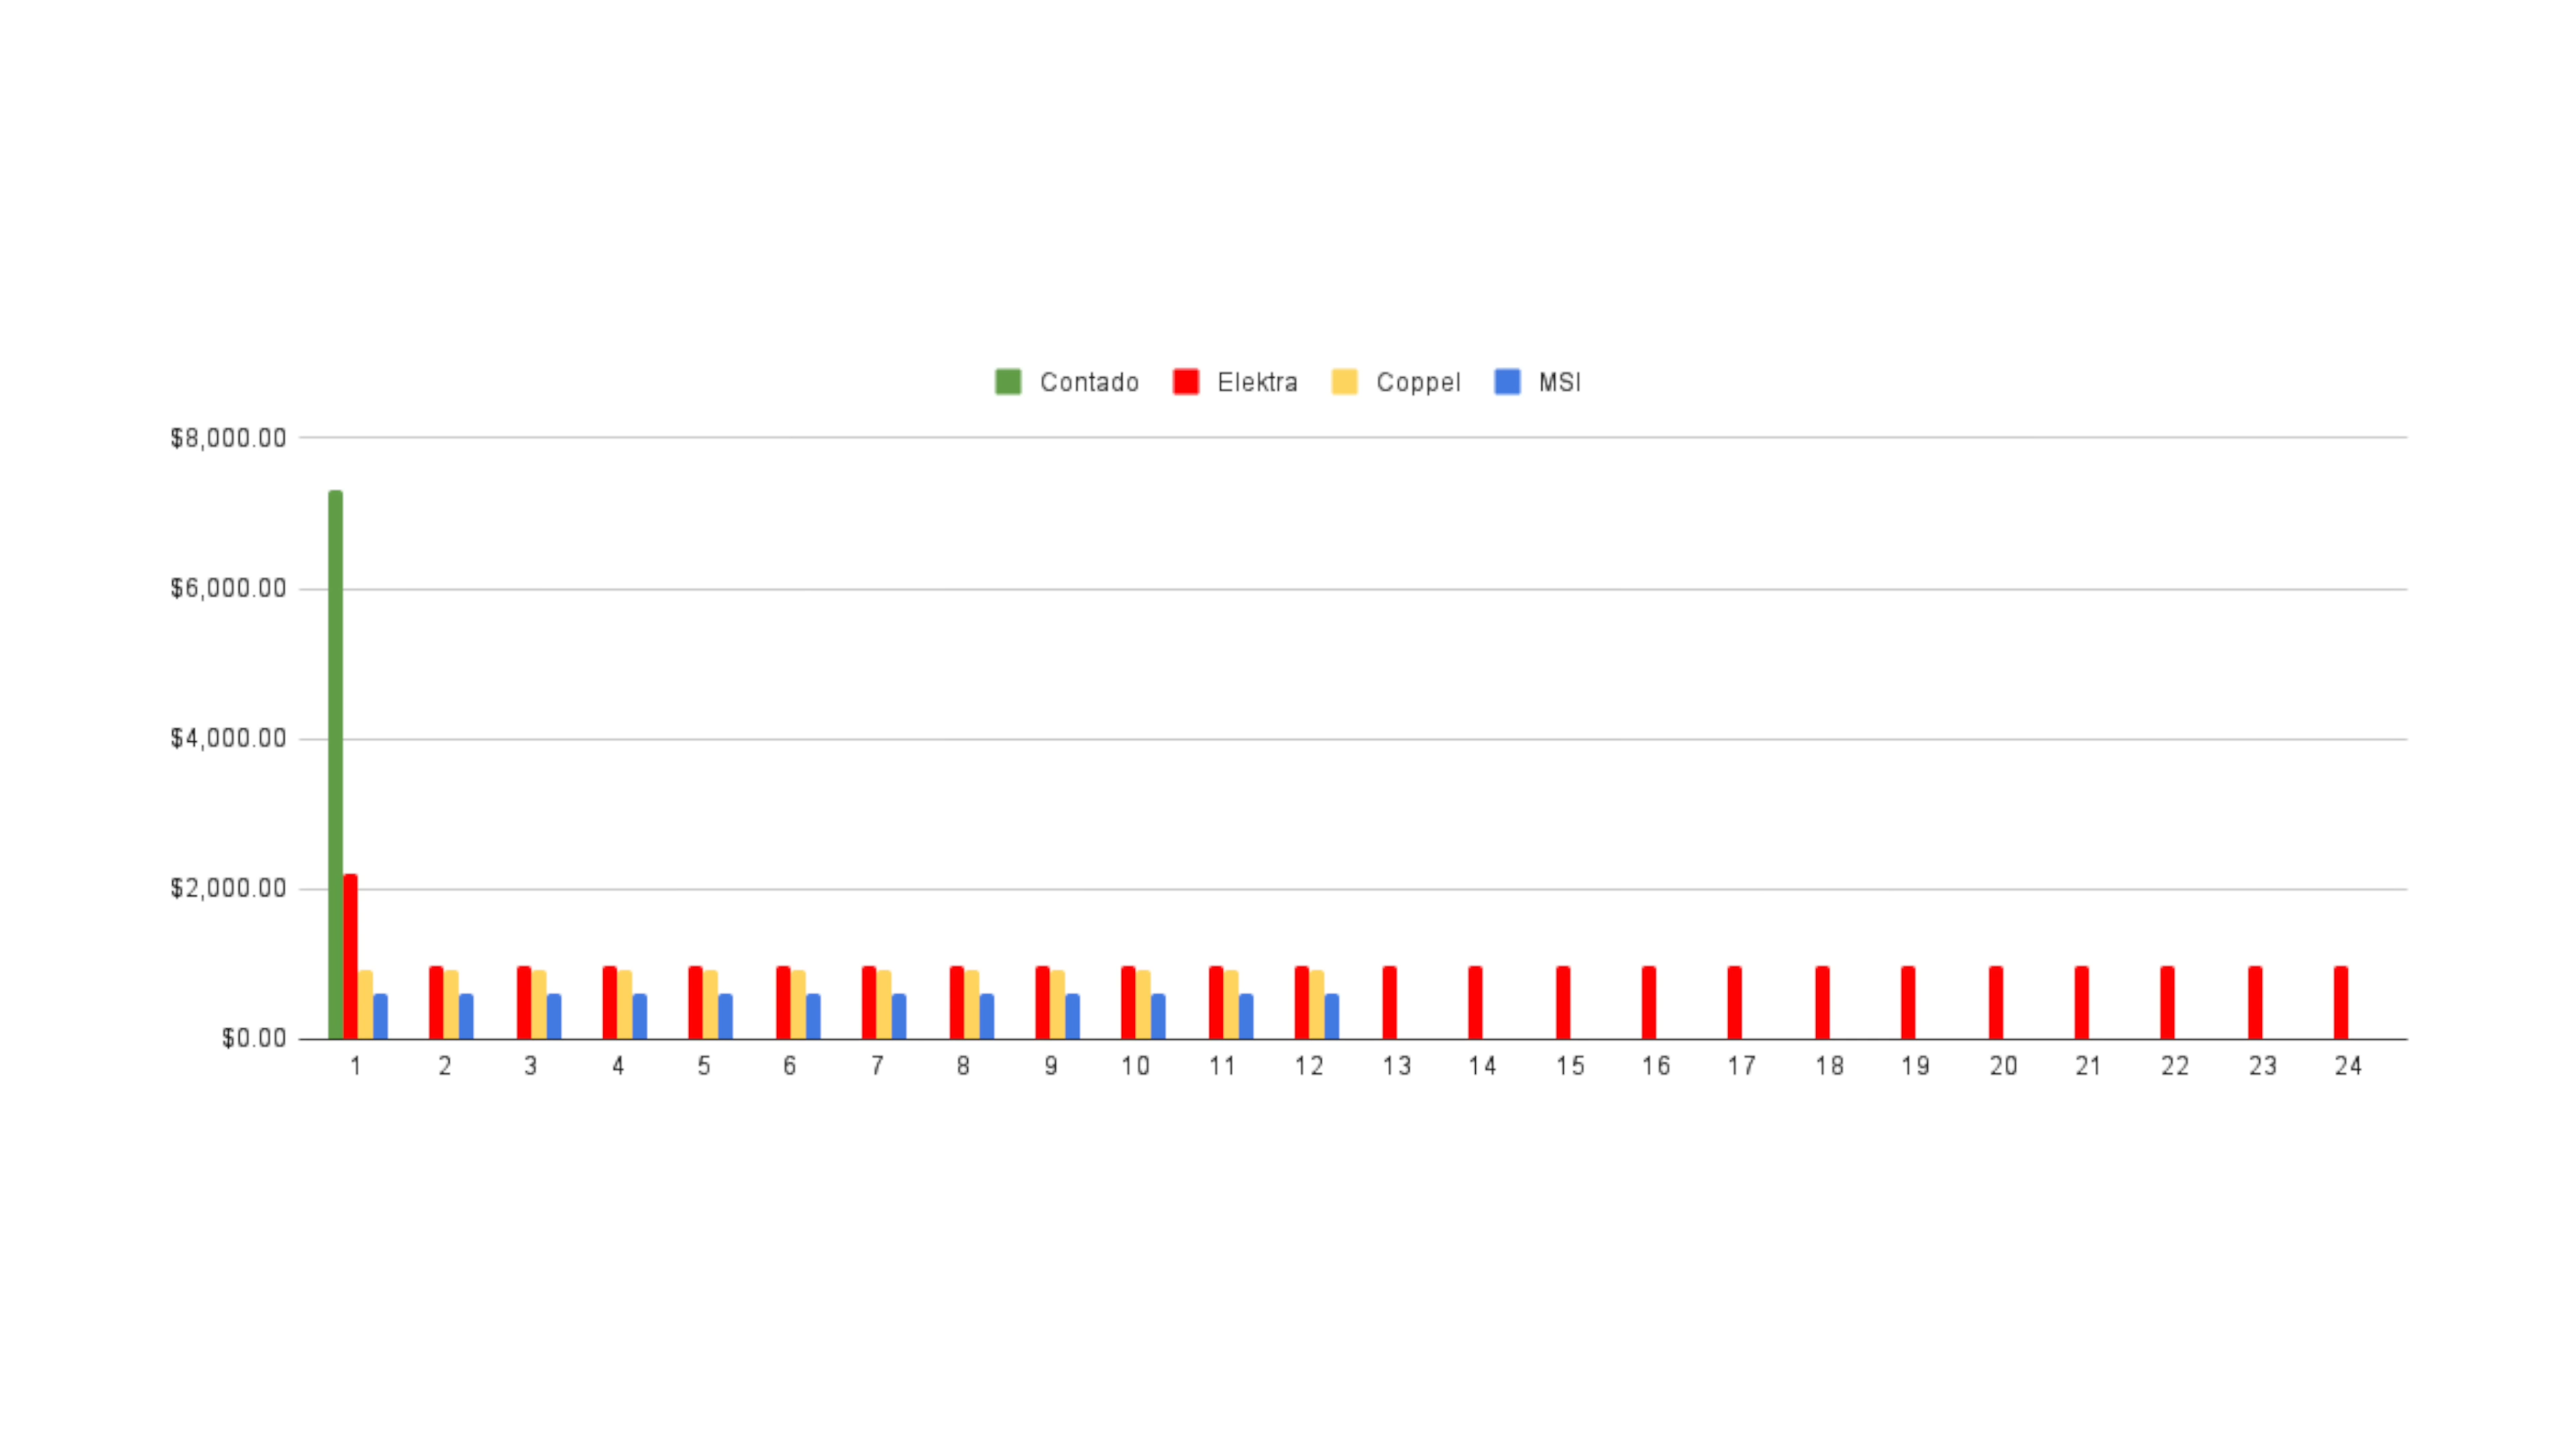 Contado Elektra Coppel MSI
$8,000.00
$6,000.00
$4,000.00
$2,000.00
$0.00
1 2 3 4 5 6 7 8 9 10 11 12 13 14 15 16 17 18 19 20 21 22 23 24